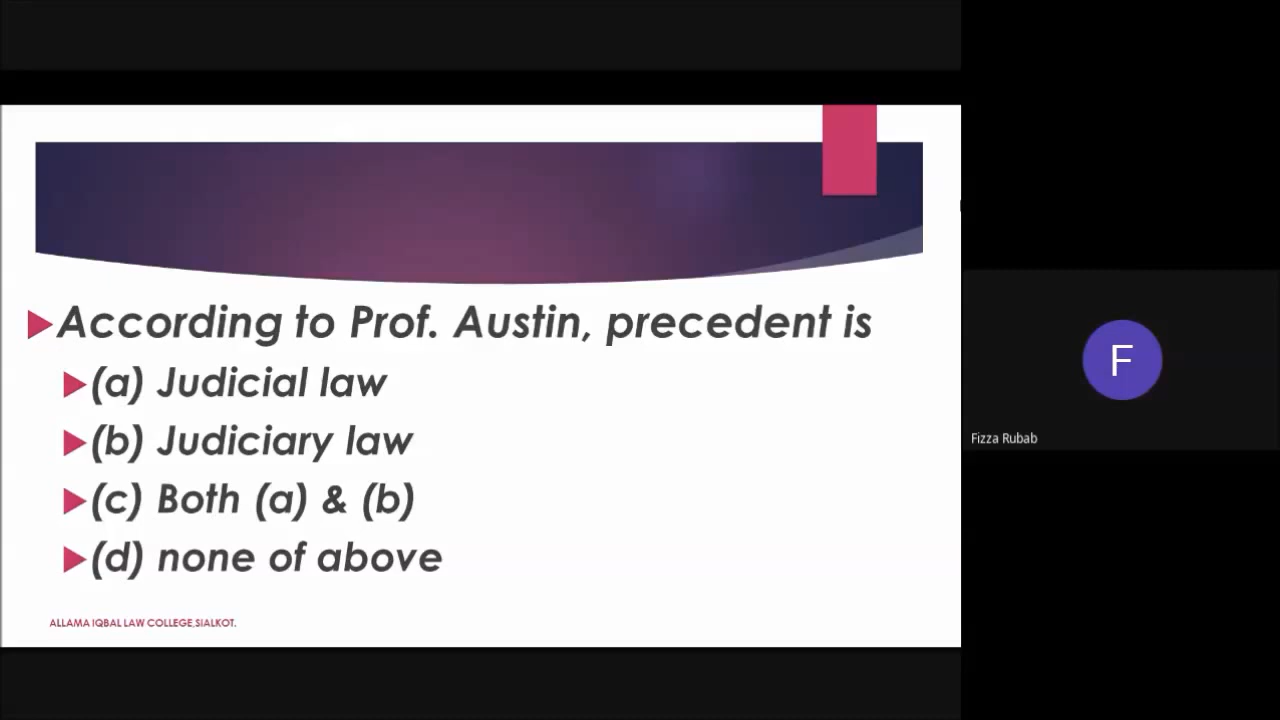 According to Prof. Austin, precedent is
(a) Judicial law
(b) Judiciary law
(c) Both (a) & (b)
(d) none of above
ALLAMA IQBAL LAW COLLEGE,SIALKOT.
F
Fizza Rubab